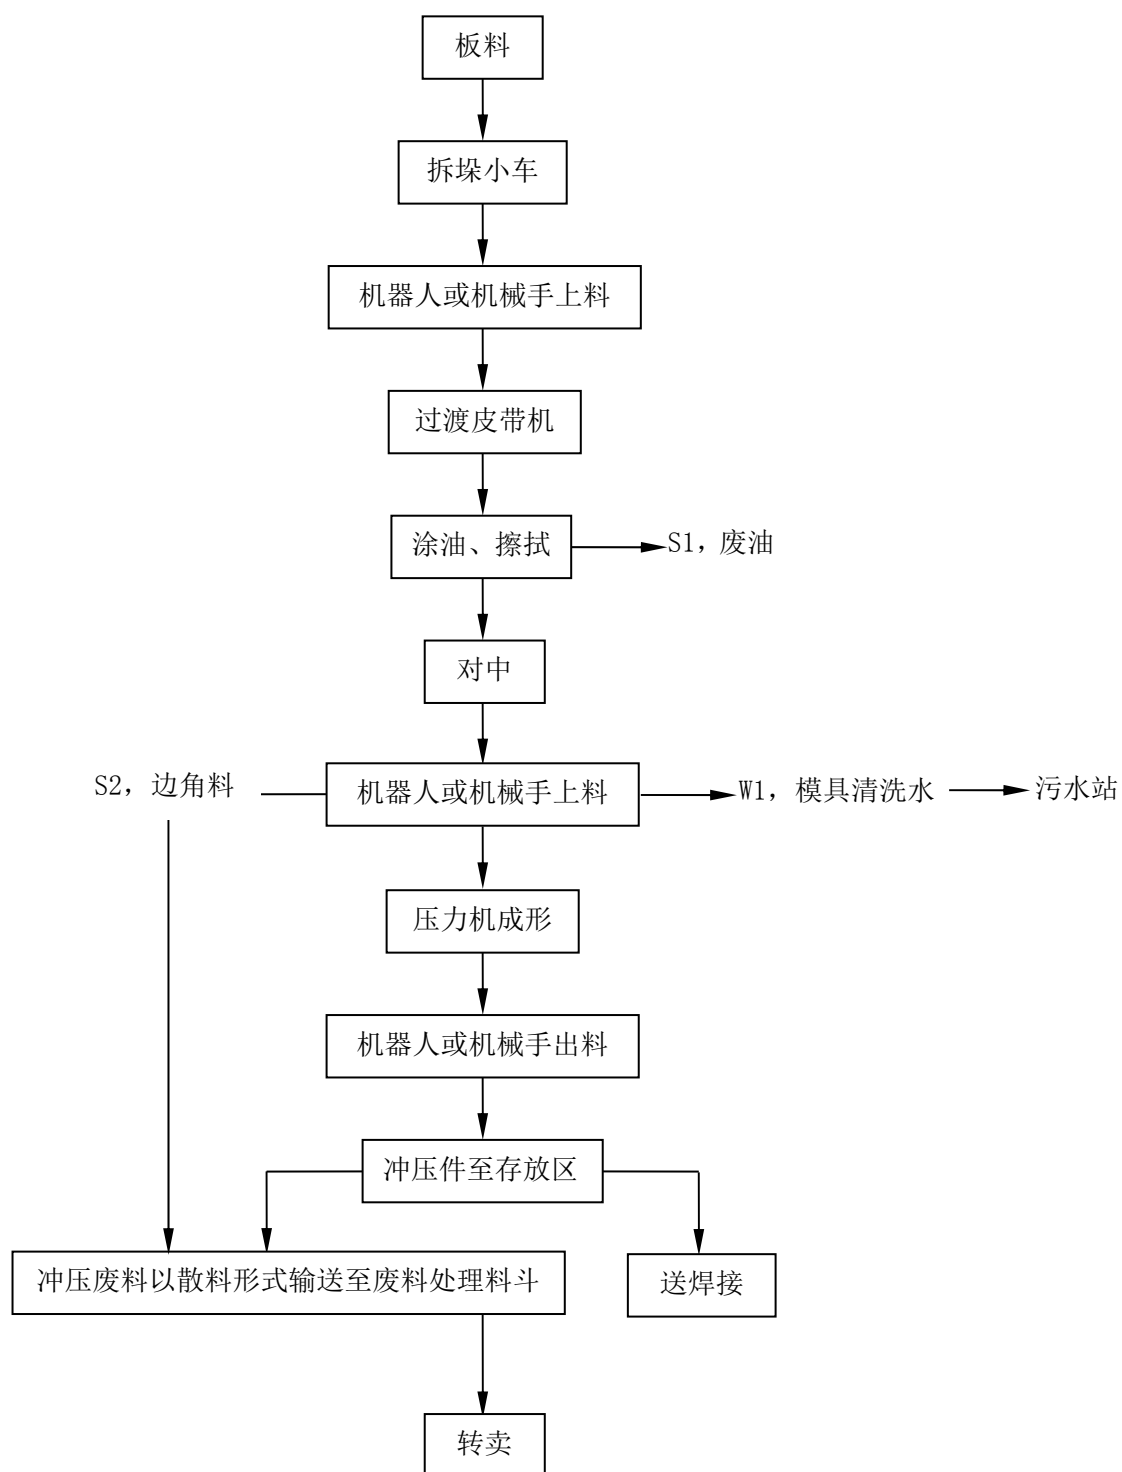 板料
拆垛小车
机器人或机械手上料
过渡皮带机
涂油、擦拭
S1，废油
对中
S2，边角料
机器人或机械手上料
W1，模具清洗水
污水站
压力机成形
机器人或机械手出料
冲压件至存放区
冲压废料以散料形式输送至废料处理料斗
送焊接
转卖